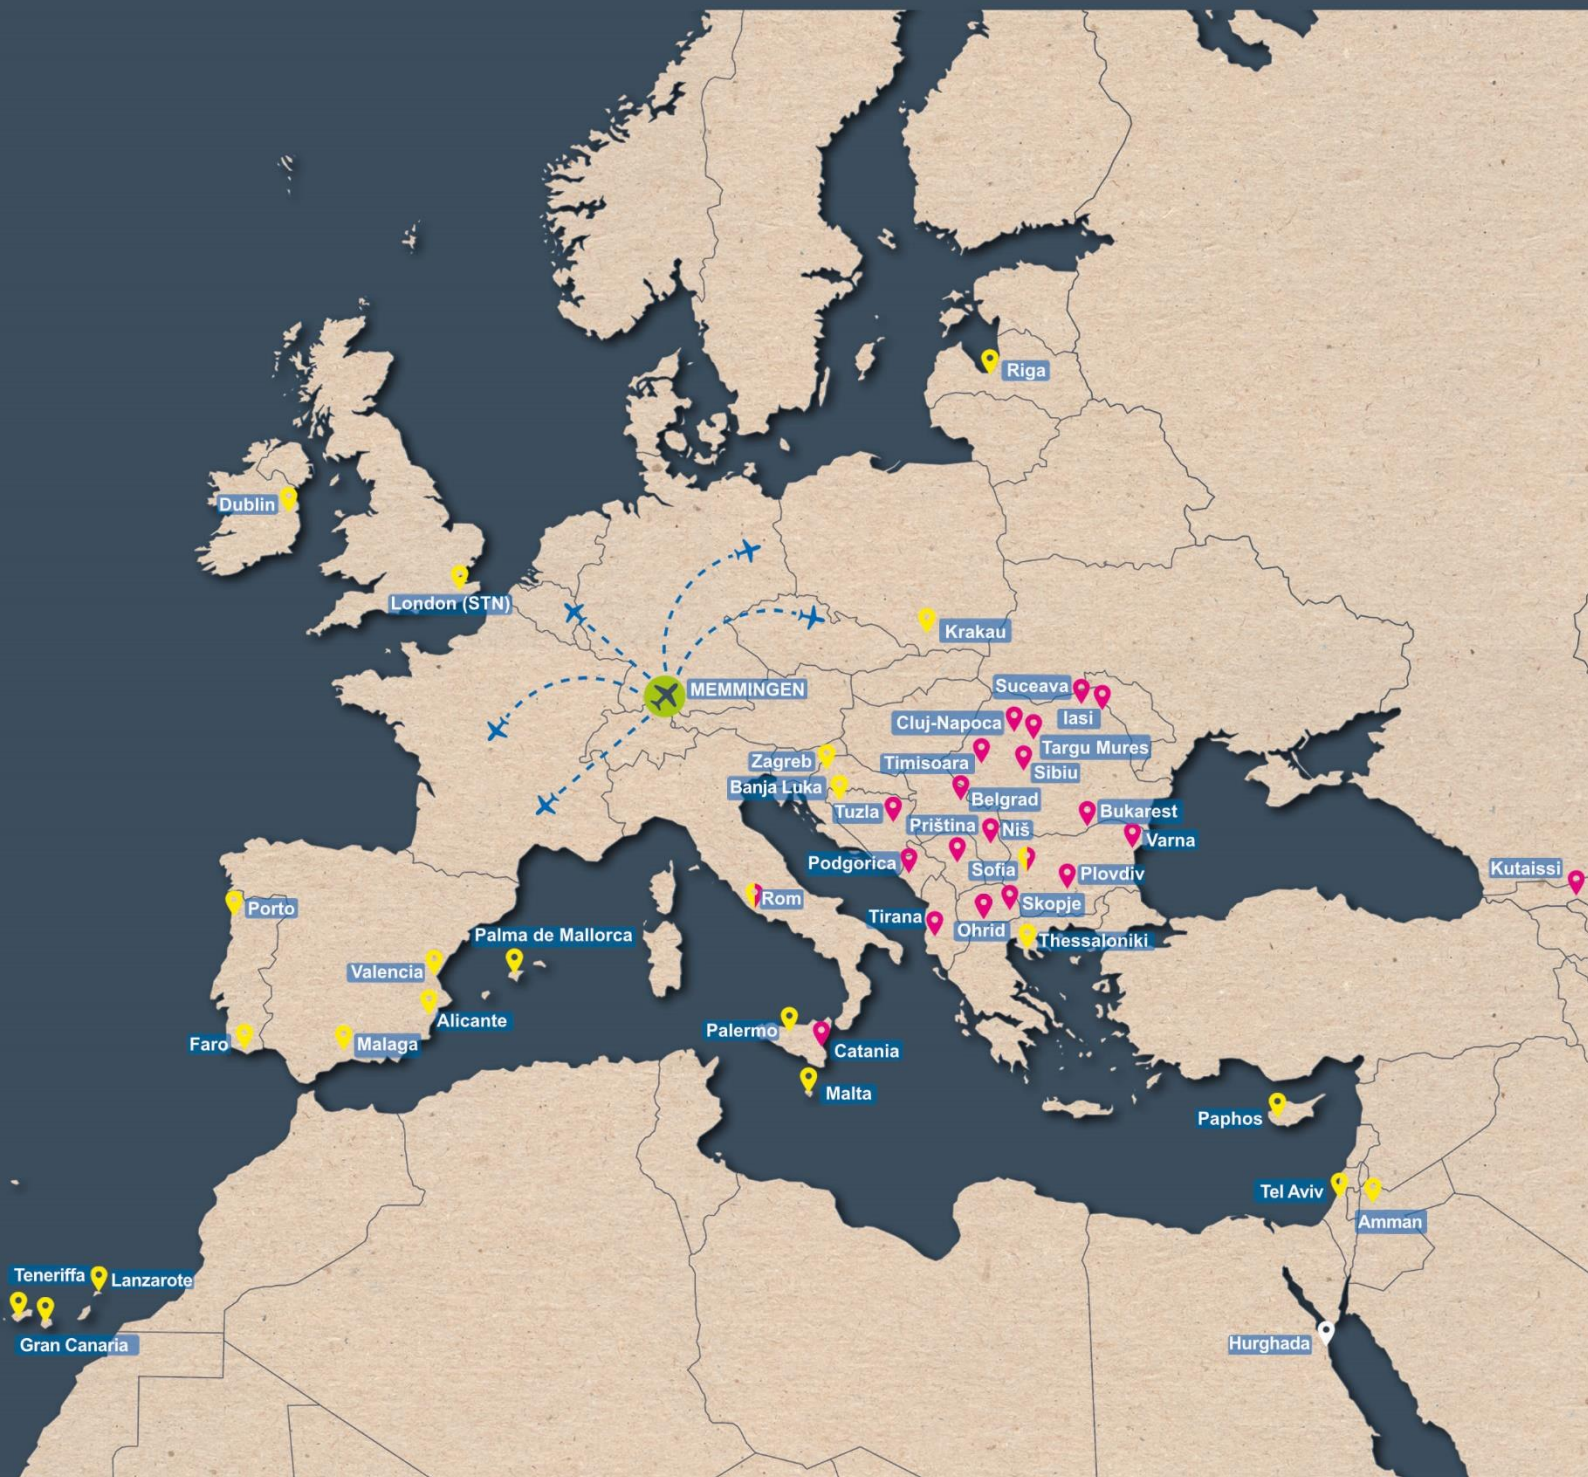 Riga
Dublin
London (STN)
Krakau
MEMMINGEN
Suceava
Iasi
Cluj-Napoca
Targu Mures
Timisoara
Sibiu
Zagreb
Banja Luka
Belgrad
Tuzla
Bukarest
Priština
Niš
Varna
Podgorica
Sofia
Plovdiv
Kutaissi
Rom
Skopje
Porto
Tirana
Ohrid
Thessaloniki
Palma de Mallorca
Valencia
Alicante
Faro
Malaga
Palermo
Catania
Malta
Paphos
Tel Aviv
Amman
Teneriffa
Lanzarote
Gran Canaria
Hurghada